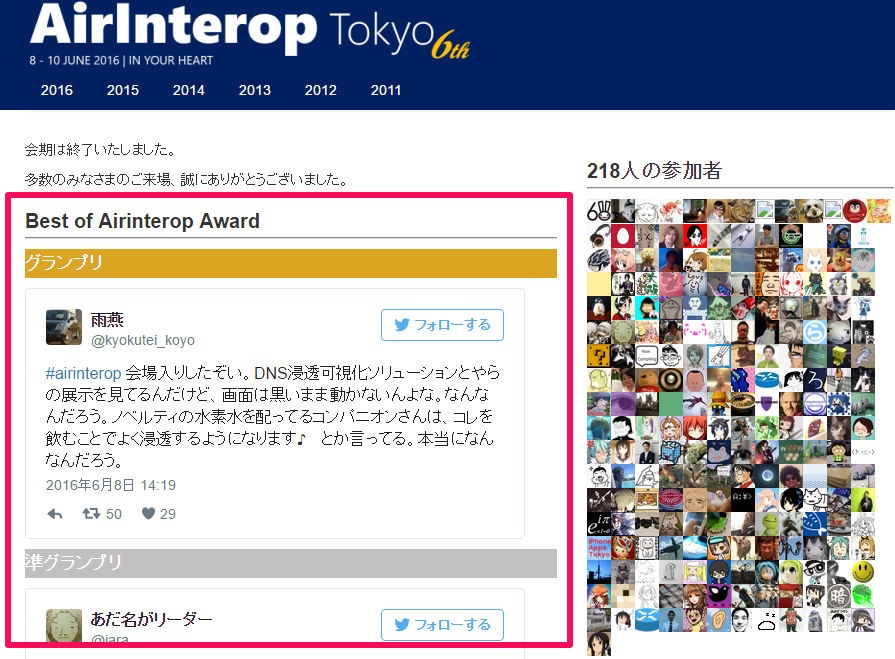 AirInterop Tokyo 6th
8 - 10 JUNE 2016 | IN YOUR HEART
2016 2015 2014 2013 2012 2011
会期は終了いたしました。
多数のみなさまのご来場、誠にありがとうございました。
218人の参加者
Best of Airinterop Award
グランプリ
雨燕
@kyokutei_koyo
フォローする
#airinterop 会場入りしたぞい。DNS浸透可視化ソリューションとやら
の展示を見てるんだけど、画面は黒いまま動かないんよな。なんな
んだろう。ノベルティの水素水を配ってるコンパニオンさんは、コレを
飲むことでよく浸透するようになります♪　とか言ってる。本当になん
なんだろう。
2016年6月8日 14:19
50 29
準グランプリ
あだ名がリーダー
@jara
フォローする